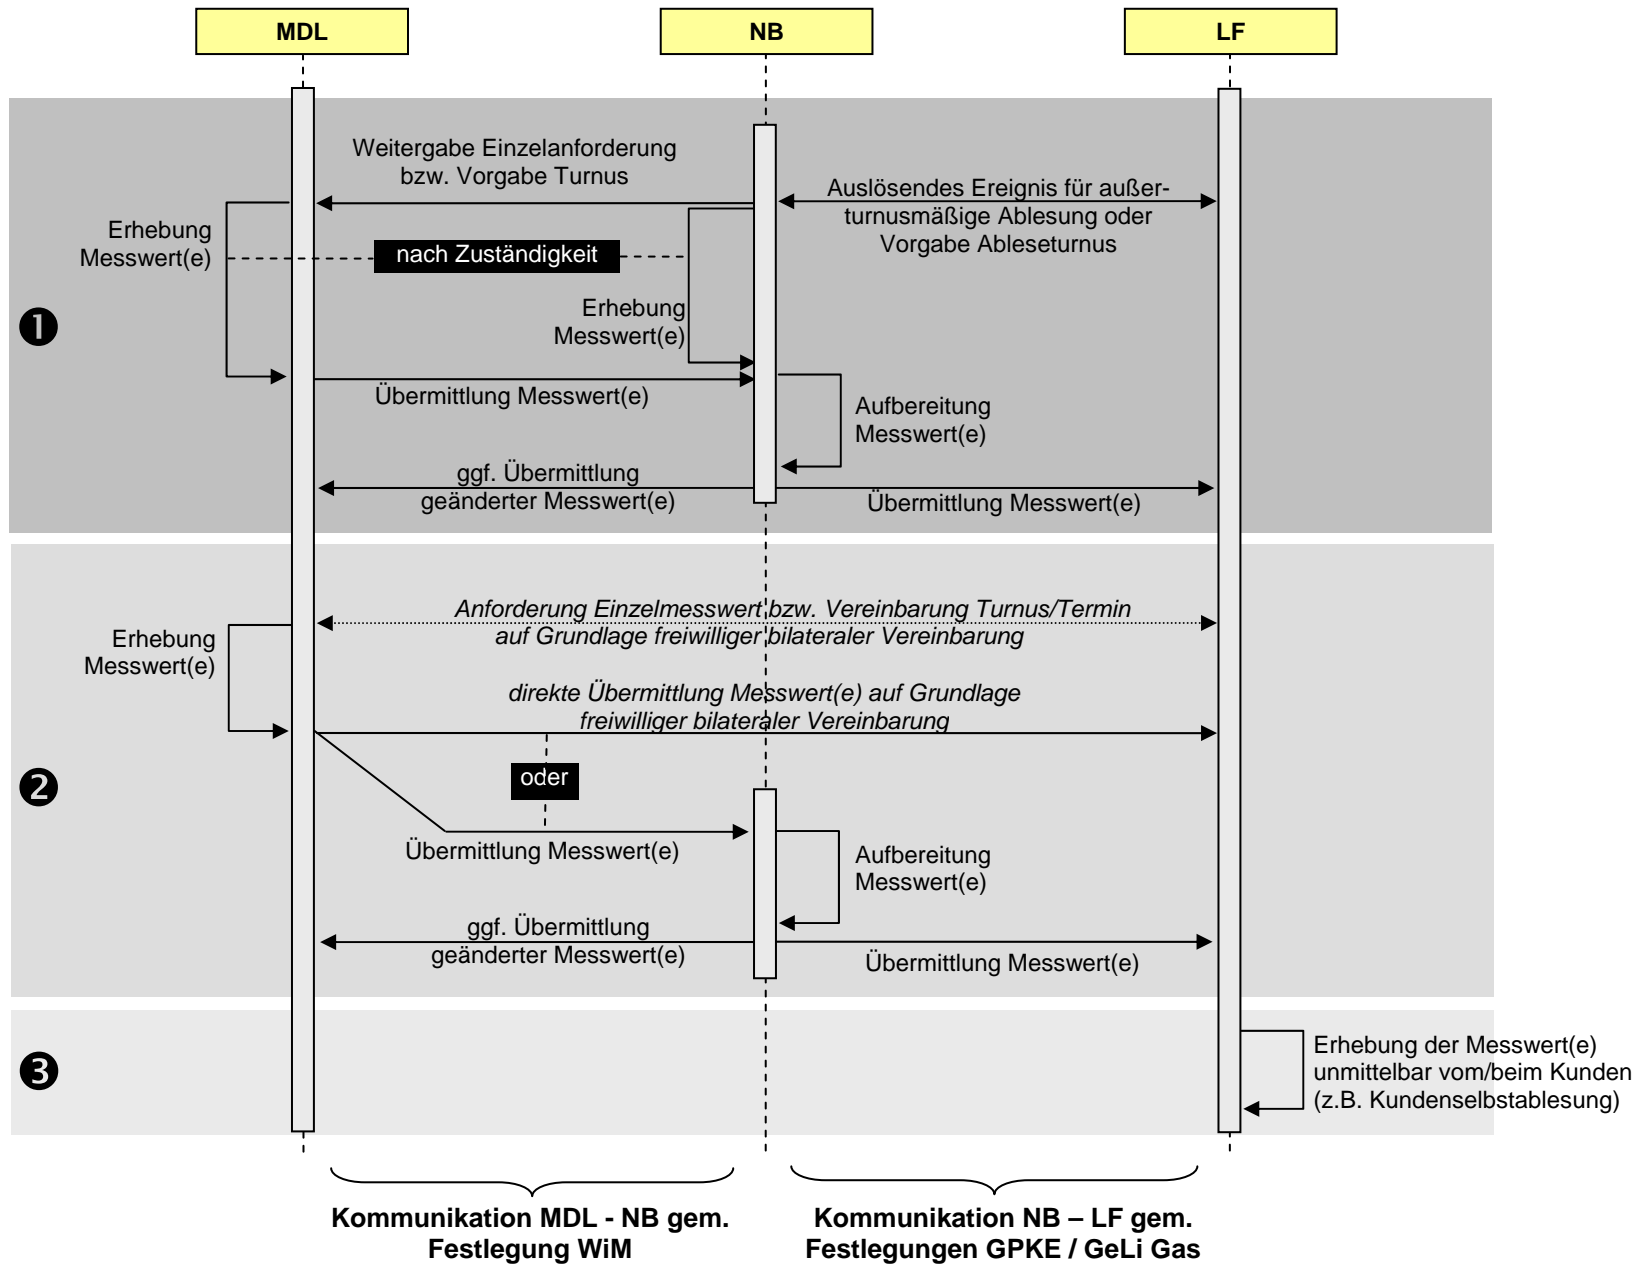 MDL
NB
LF
Weitergabe Einzelanforderung
bzw. Vorgabe Turnus
Auslösendes Ereignis für außer-
turnusmäßige Ablesung oder
Vorgabe Ableseturnus
Erhebung
Messwert(e)
nach Zuständigkeit
Erhebung
Messwert(e)
❶
Übermittlung Messwert(e)
Aufbereitung
Messwert(e)
ggf. Übermittlung
geänderter Messwert(e)
Übermittlung Messwert(e)
Anforderung Einzelmesswert bzw. Vereinbarung Turnus/Termin
auf Grundlage freiwilliger bilateraler Vereinbarung
Erhebung
Messwert(e)
direkte Übermittlung Messwert(e) auf Grundlage
freiwilliger bilateraler Vereinbarung
❷
oder
Übermittlung Messwert(e)
Aufbereitung
Messwert(e)
ggf. Übermittlung
geänderter Messwert(e)
Übermittlung Messwert(e)
❸
Erhebung der Messwert(e)
unmittelbar vom/beim Kunden
(z.B. Kundenselbstablesung)
Kommunikation MDL - NB gem.
Festlegung WiM
Kommunikation NB – LF gem.
Festlegungen GPKE / GeLi Gas